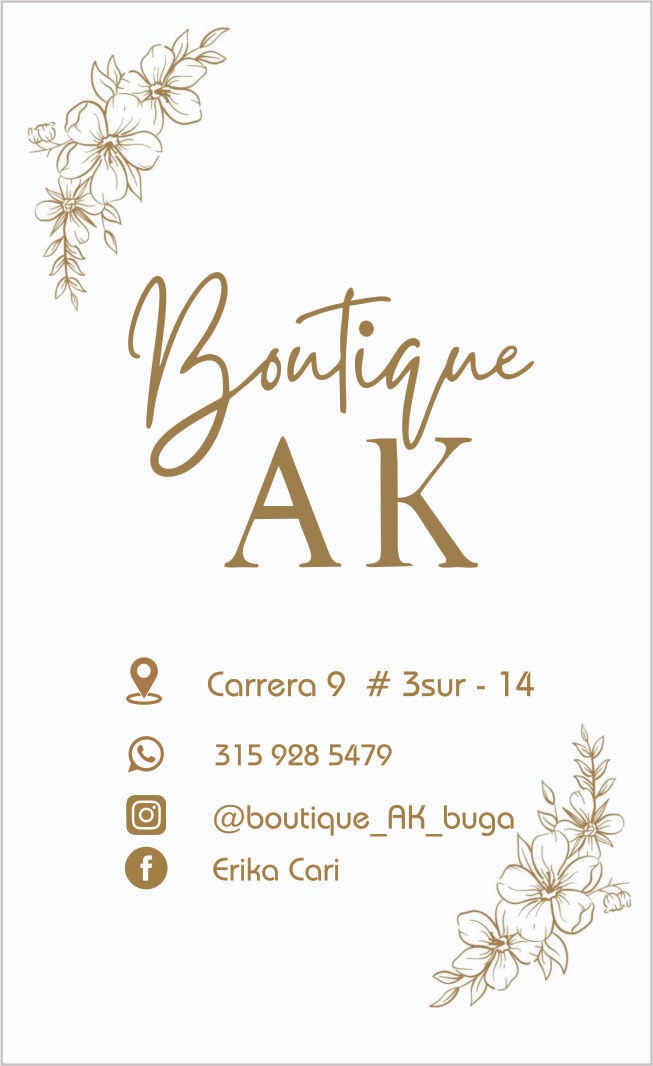 Boutique
AK
Carrera 9 # 3sur - 14
315 928 5479
@boutique_AK_buga
Erika Cari